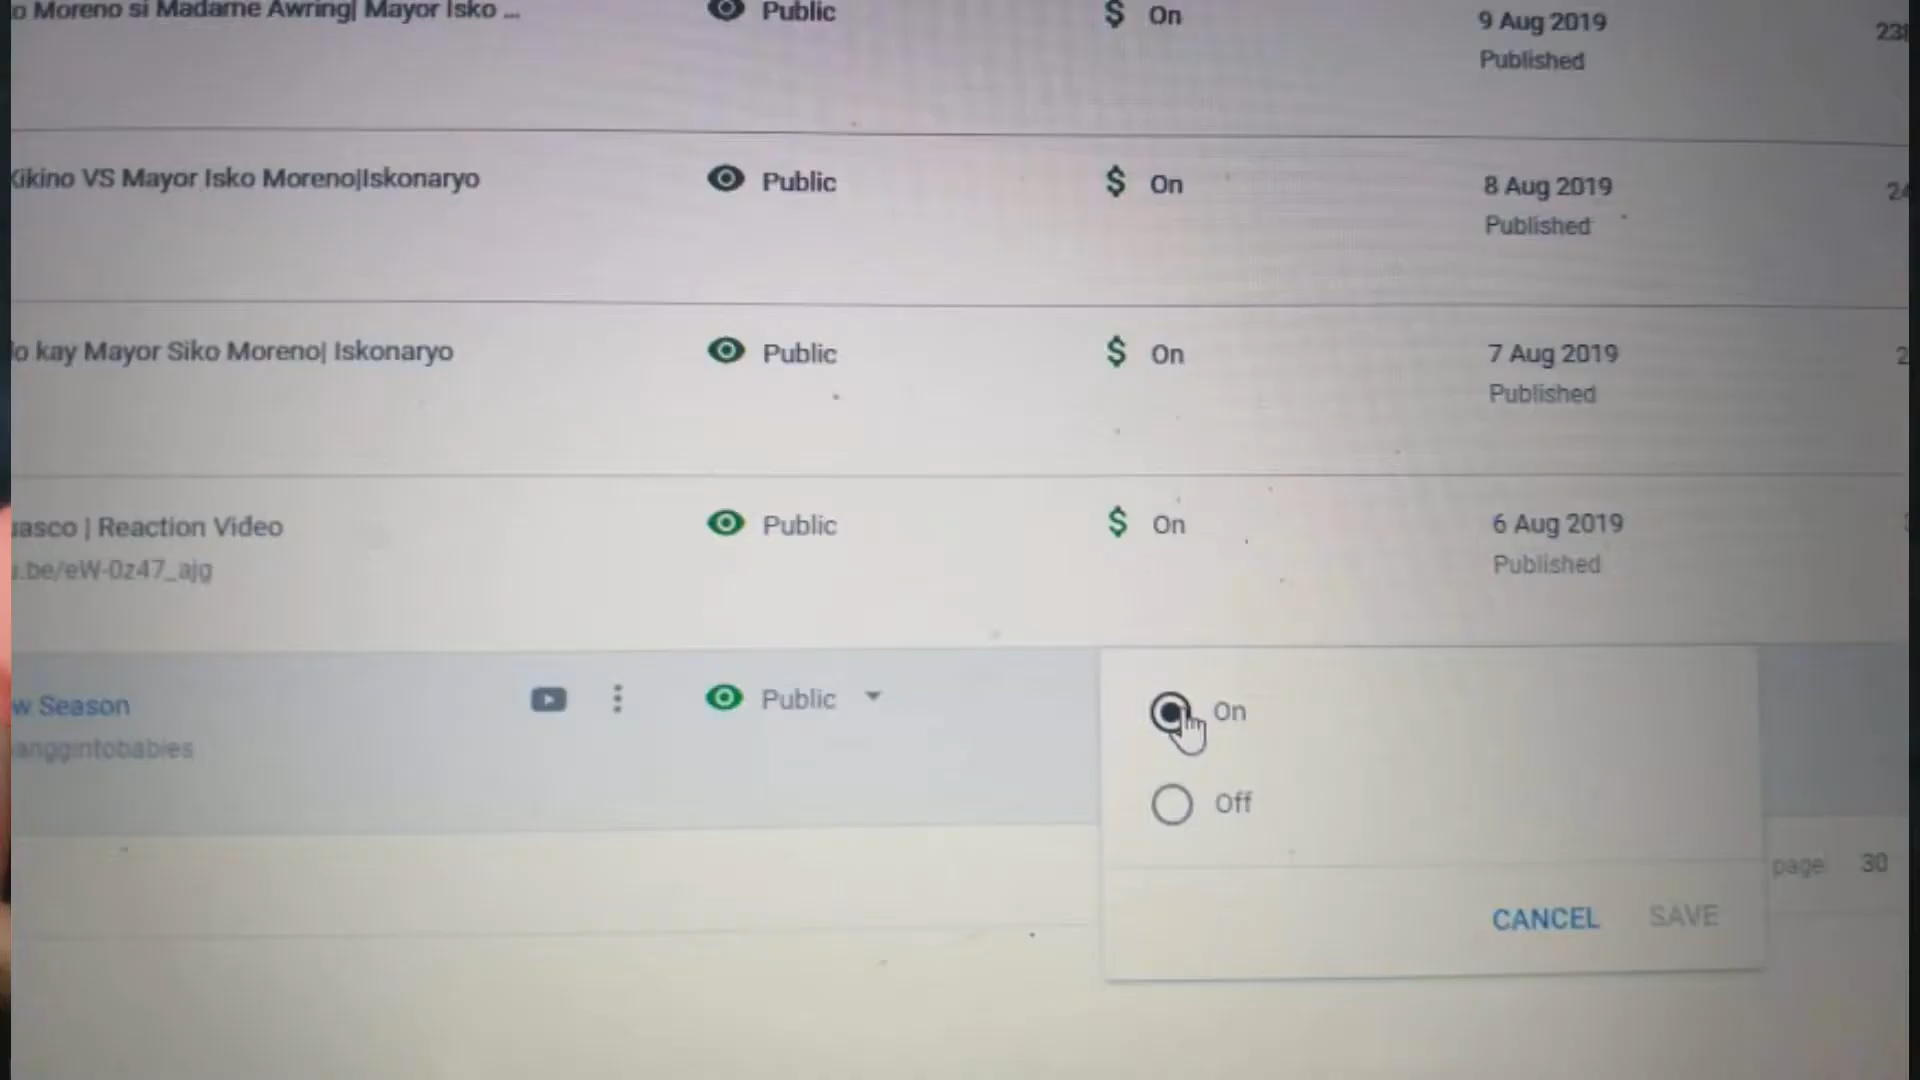 o Moreno si Madame Awring| Mayor Isko ... Public $ On 9 Aug 2019
Published
Kikino VS Mayor Isko Moreno|Iskonaryo Public $ On 8 Aug 2019
Published
lo kay Mayor Siko Moreno| Iskonaryo Public $ On 7 Aug 2019
Published
asco | Reaction Video Public $ On 6 Aug 2019
.be/eW-0z47_ajg Published
w Season Public On
anggintobabies
Off
page 30
CANCEL SAVE